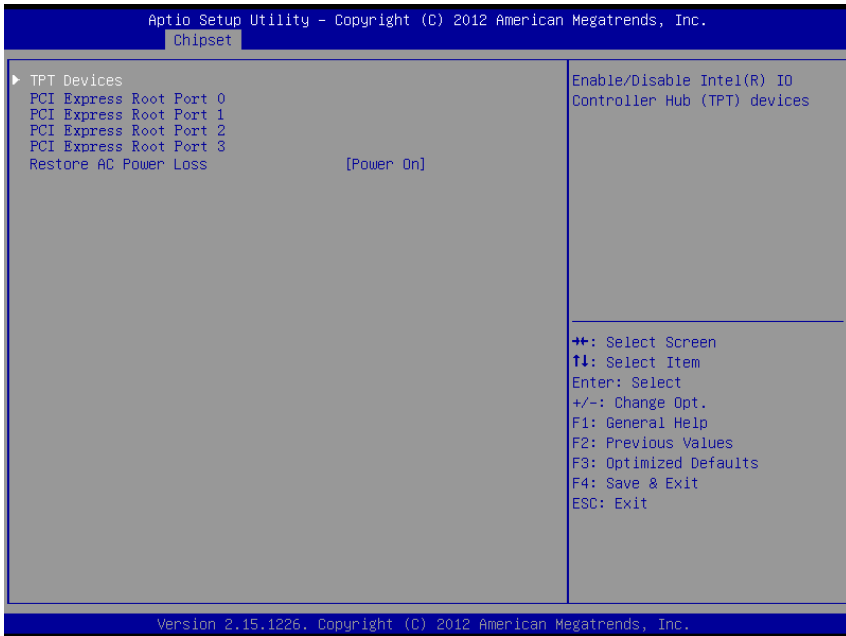 Aptio Setup Utility – Copyright (C) 2012 American Megatrends, Inc.
Chipset
▶ TPT Devices
PCI Express Root Port 0
PCI Express Root Port 1
PCI Express Root Port 2
PCI Express Root Port 3
Restore AC Power Loss [Power On]
Enable/Disable Intel(R) IO
Controller Hub (TPT) devices
→←: Select Screen
↑↓: Select Item
Enter: Select
+/-: Change Opt.
F1: General Help
F2: Previous Values
F3: Optimized Defaults
F4: Save & Exit
ESC: Exit
Version 2.15.1226. Copyright (C) 2012 American Megatrends, Inc.